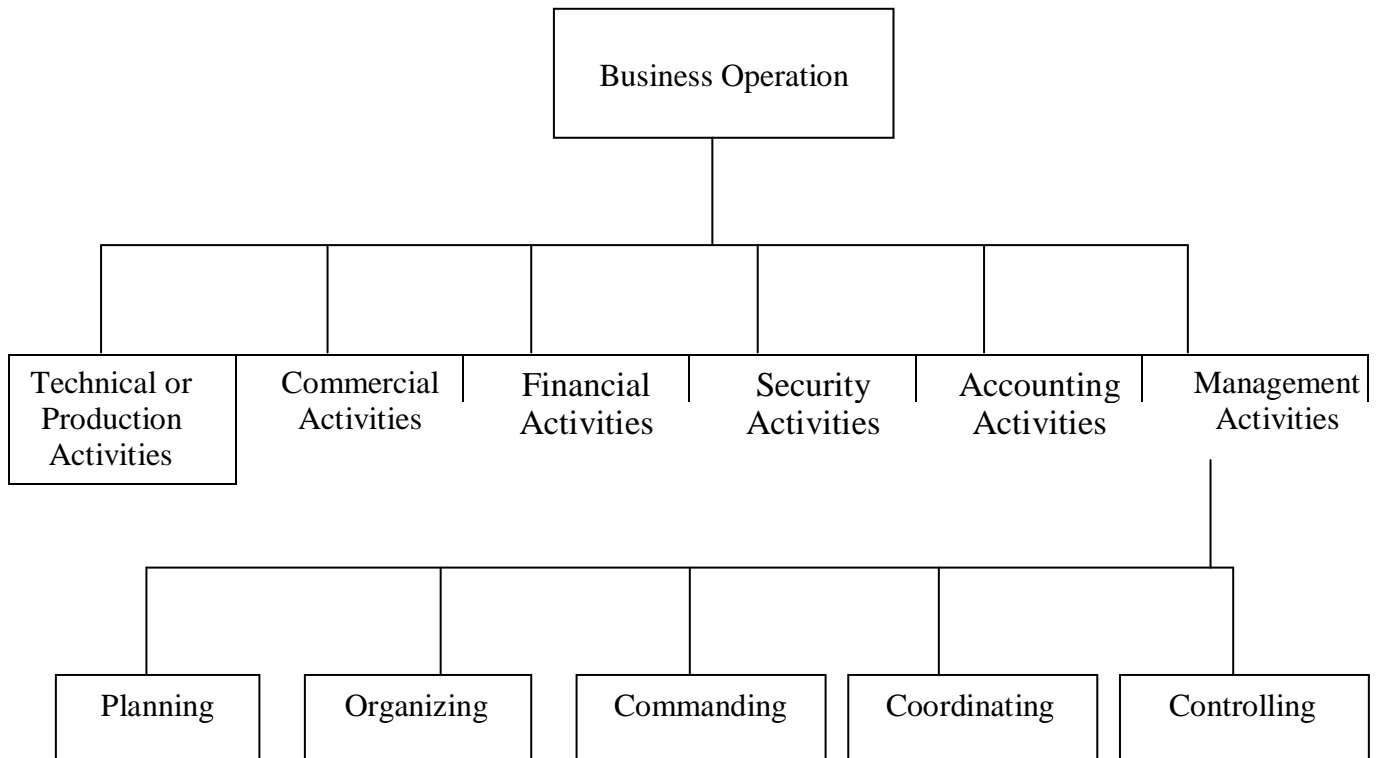 Business Operation
Technical or
Production
Activities
Commercial
Activities
Financial
Activities
Security
Activities
Accounting
Activities
Management
Activities
Planning
Organizing
Commanding
Coordinating
Controlling